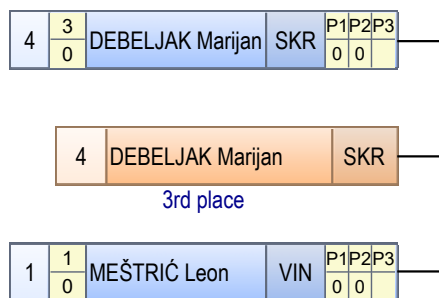 4 3 0 DEBELJAK Marijan SKR P1 P2 P3 0 0
4 DEBELJAK Marijan SKR
3rd place
1 1 0 MEŠTRIĆ Leon VIN P1 P2 P3 0 0